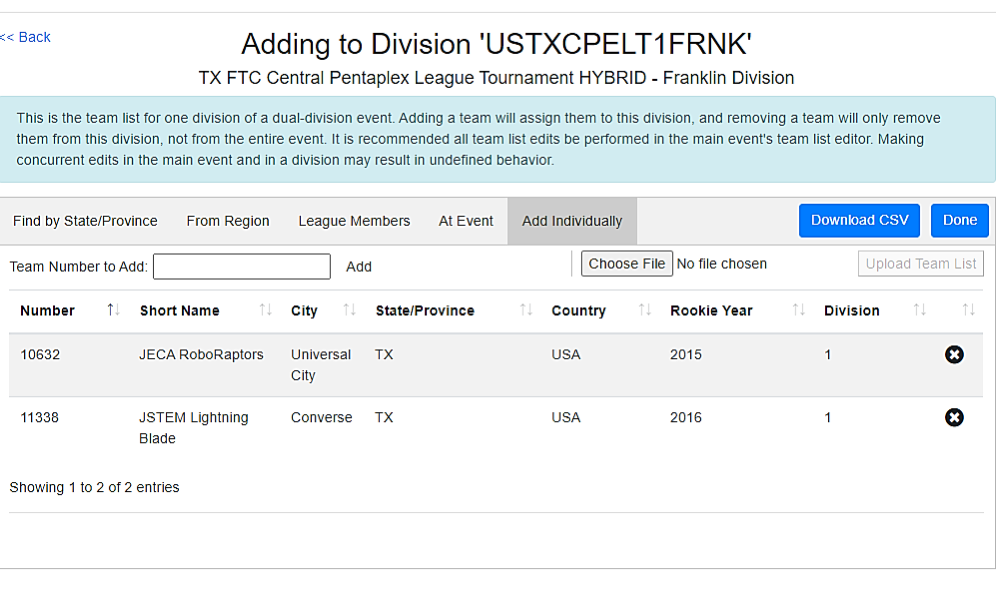 << Back
Adding to Division 'USTXCPELT1FRNK'
TX FTC Central Pentaplex League Tournament HYBRID - Franklin Division
This is the team list for one division of a dual-division event. Adding a team will assign them to this division, and removing a team will only remove
them from this division, not from the entire event. It is recommended all team list edits be performed in the main event's team list editor. Making
concurrent edits in the main event and in a division may result in undefined behavior.
Find by State/Province From Region League Members At Event Add Individually Download CSV Done
Team Number to Add: Add Choose File No file chosen Upload Team List
Number Short Name City State/Province Country Rookie Year Division
10632 JECA RoboRaptors Universal TX USA 2015 1
City
11338 JSTEM Lightning Converse TX USA 2016 1
Blade
Showing 1 to 2 of 2 entries